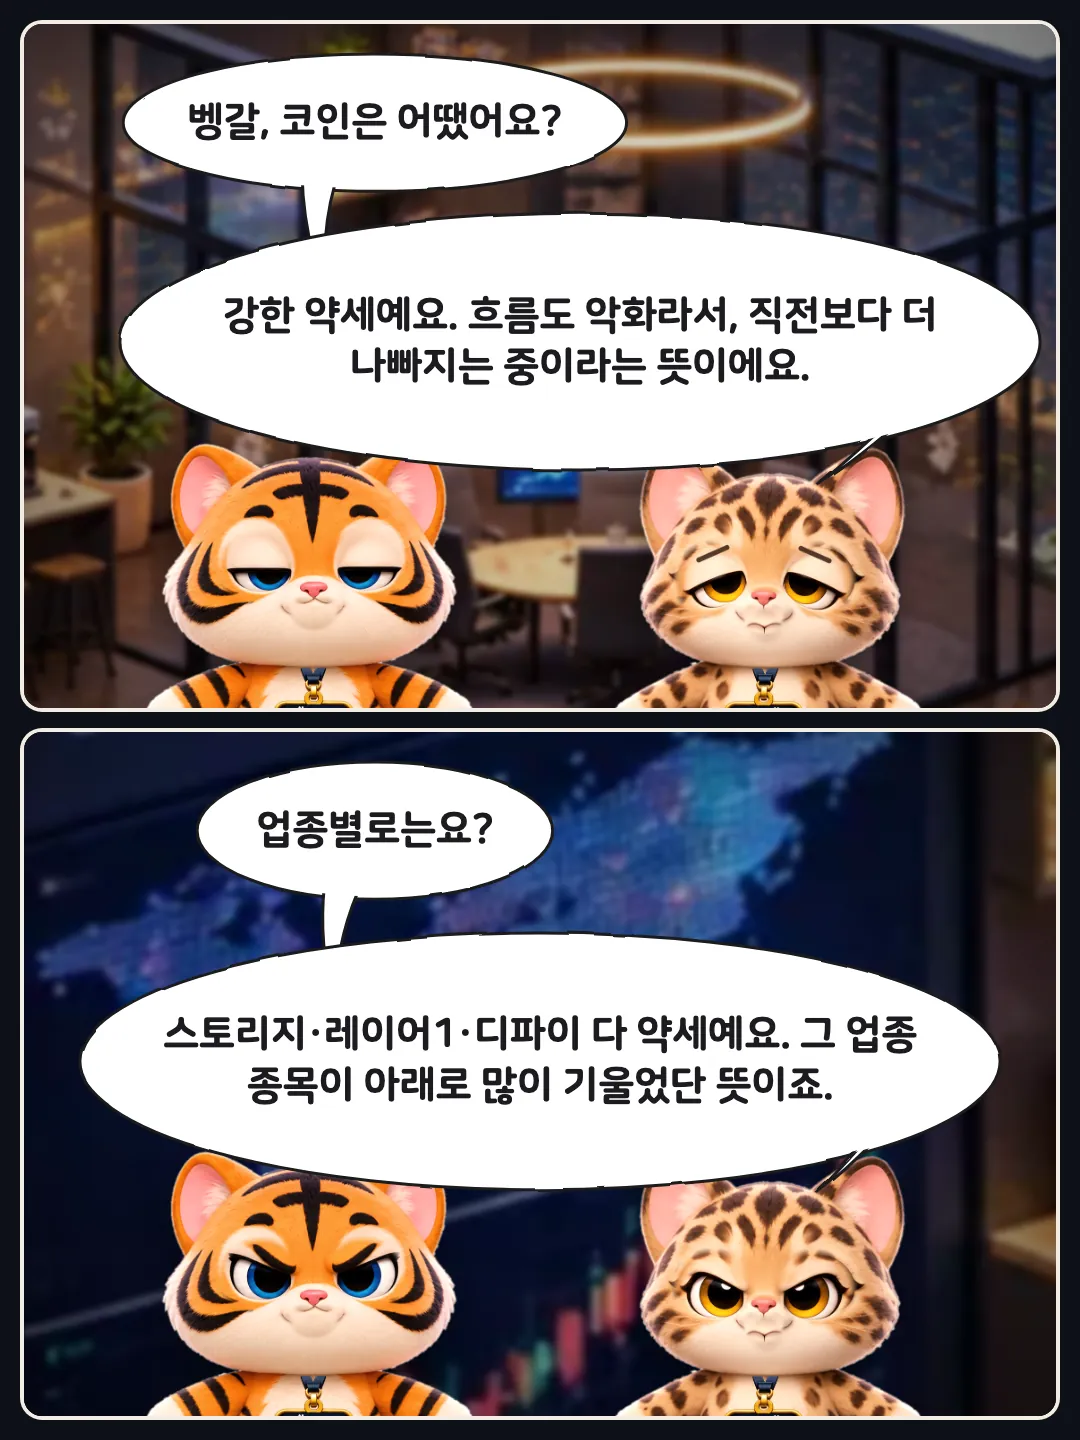 벵갈, 코인은 어땠어요?
강한 약세예요. 흐름도 악화라서, 직전보다 더
나빠지는 중이라는 뜻이에요.
업종별로는요?
스토리지·레이어1·디파이 다 약세예요. 그 업종
종목이 아래로 많이 기울었단 뜻이죠.